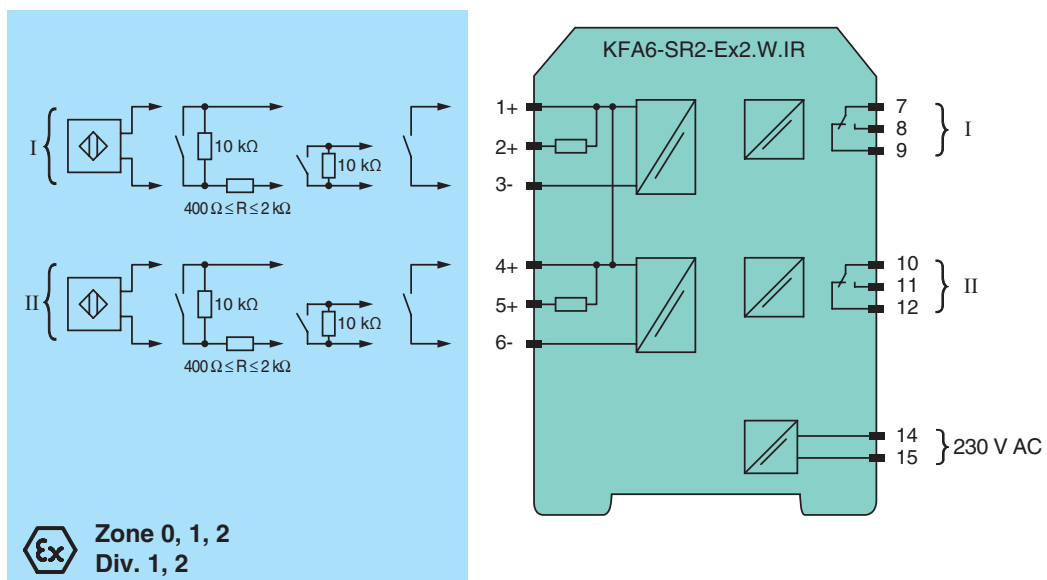 KFA6-SR2-Ex2.W.IR
I
10 kΩ
10 kΩ
400 Ω ≤ R ≤ 2 kΩ
II
10 kΩ
10 kΩ
400 Ω ≤ R ≤ 2 kΩ
1+
2+
3-
4+
5+
6-
7
8
9
I
10
11
12
II
14
15
230 V AC
Ex
Zone 0, 1, 2
Div. 1, 2